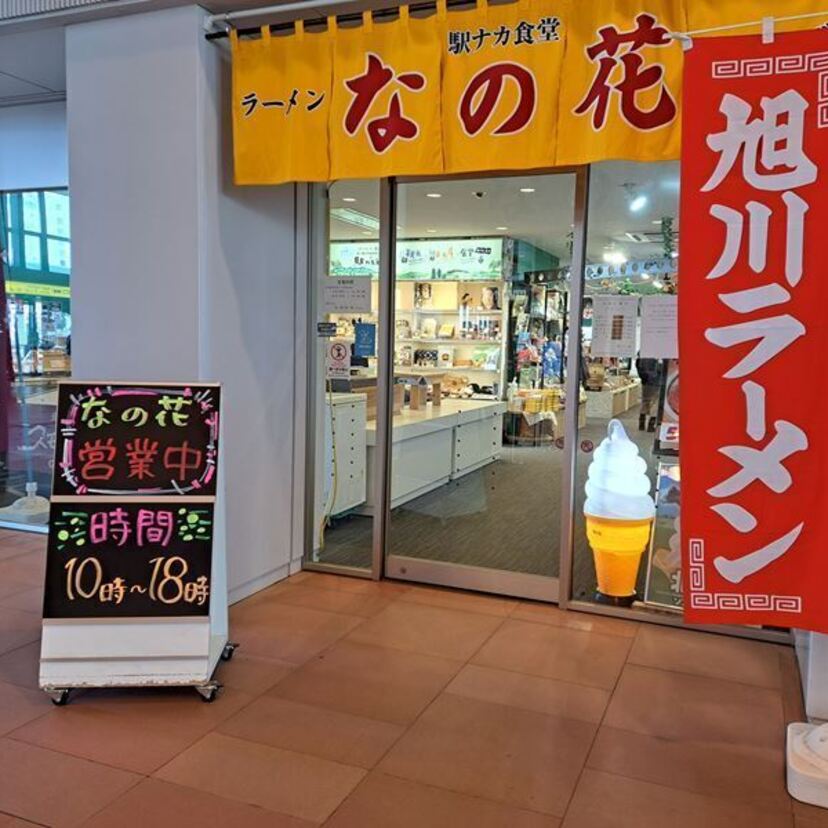 駅ナカ食堂
ラーメン
なの花
旭川ラーメン
なの花
営業中
時間
10時～18時